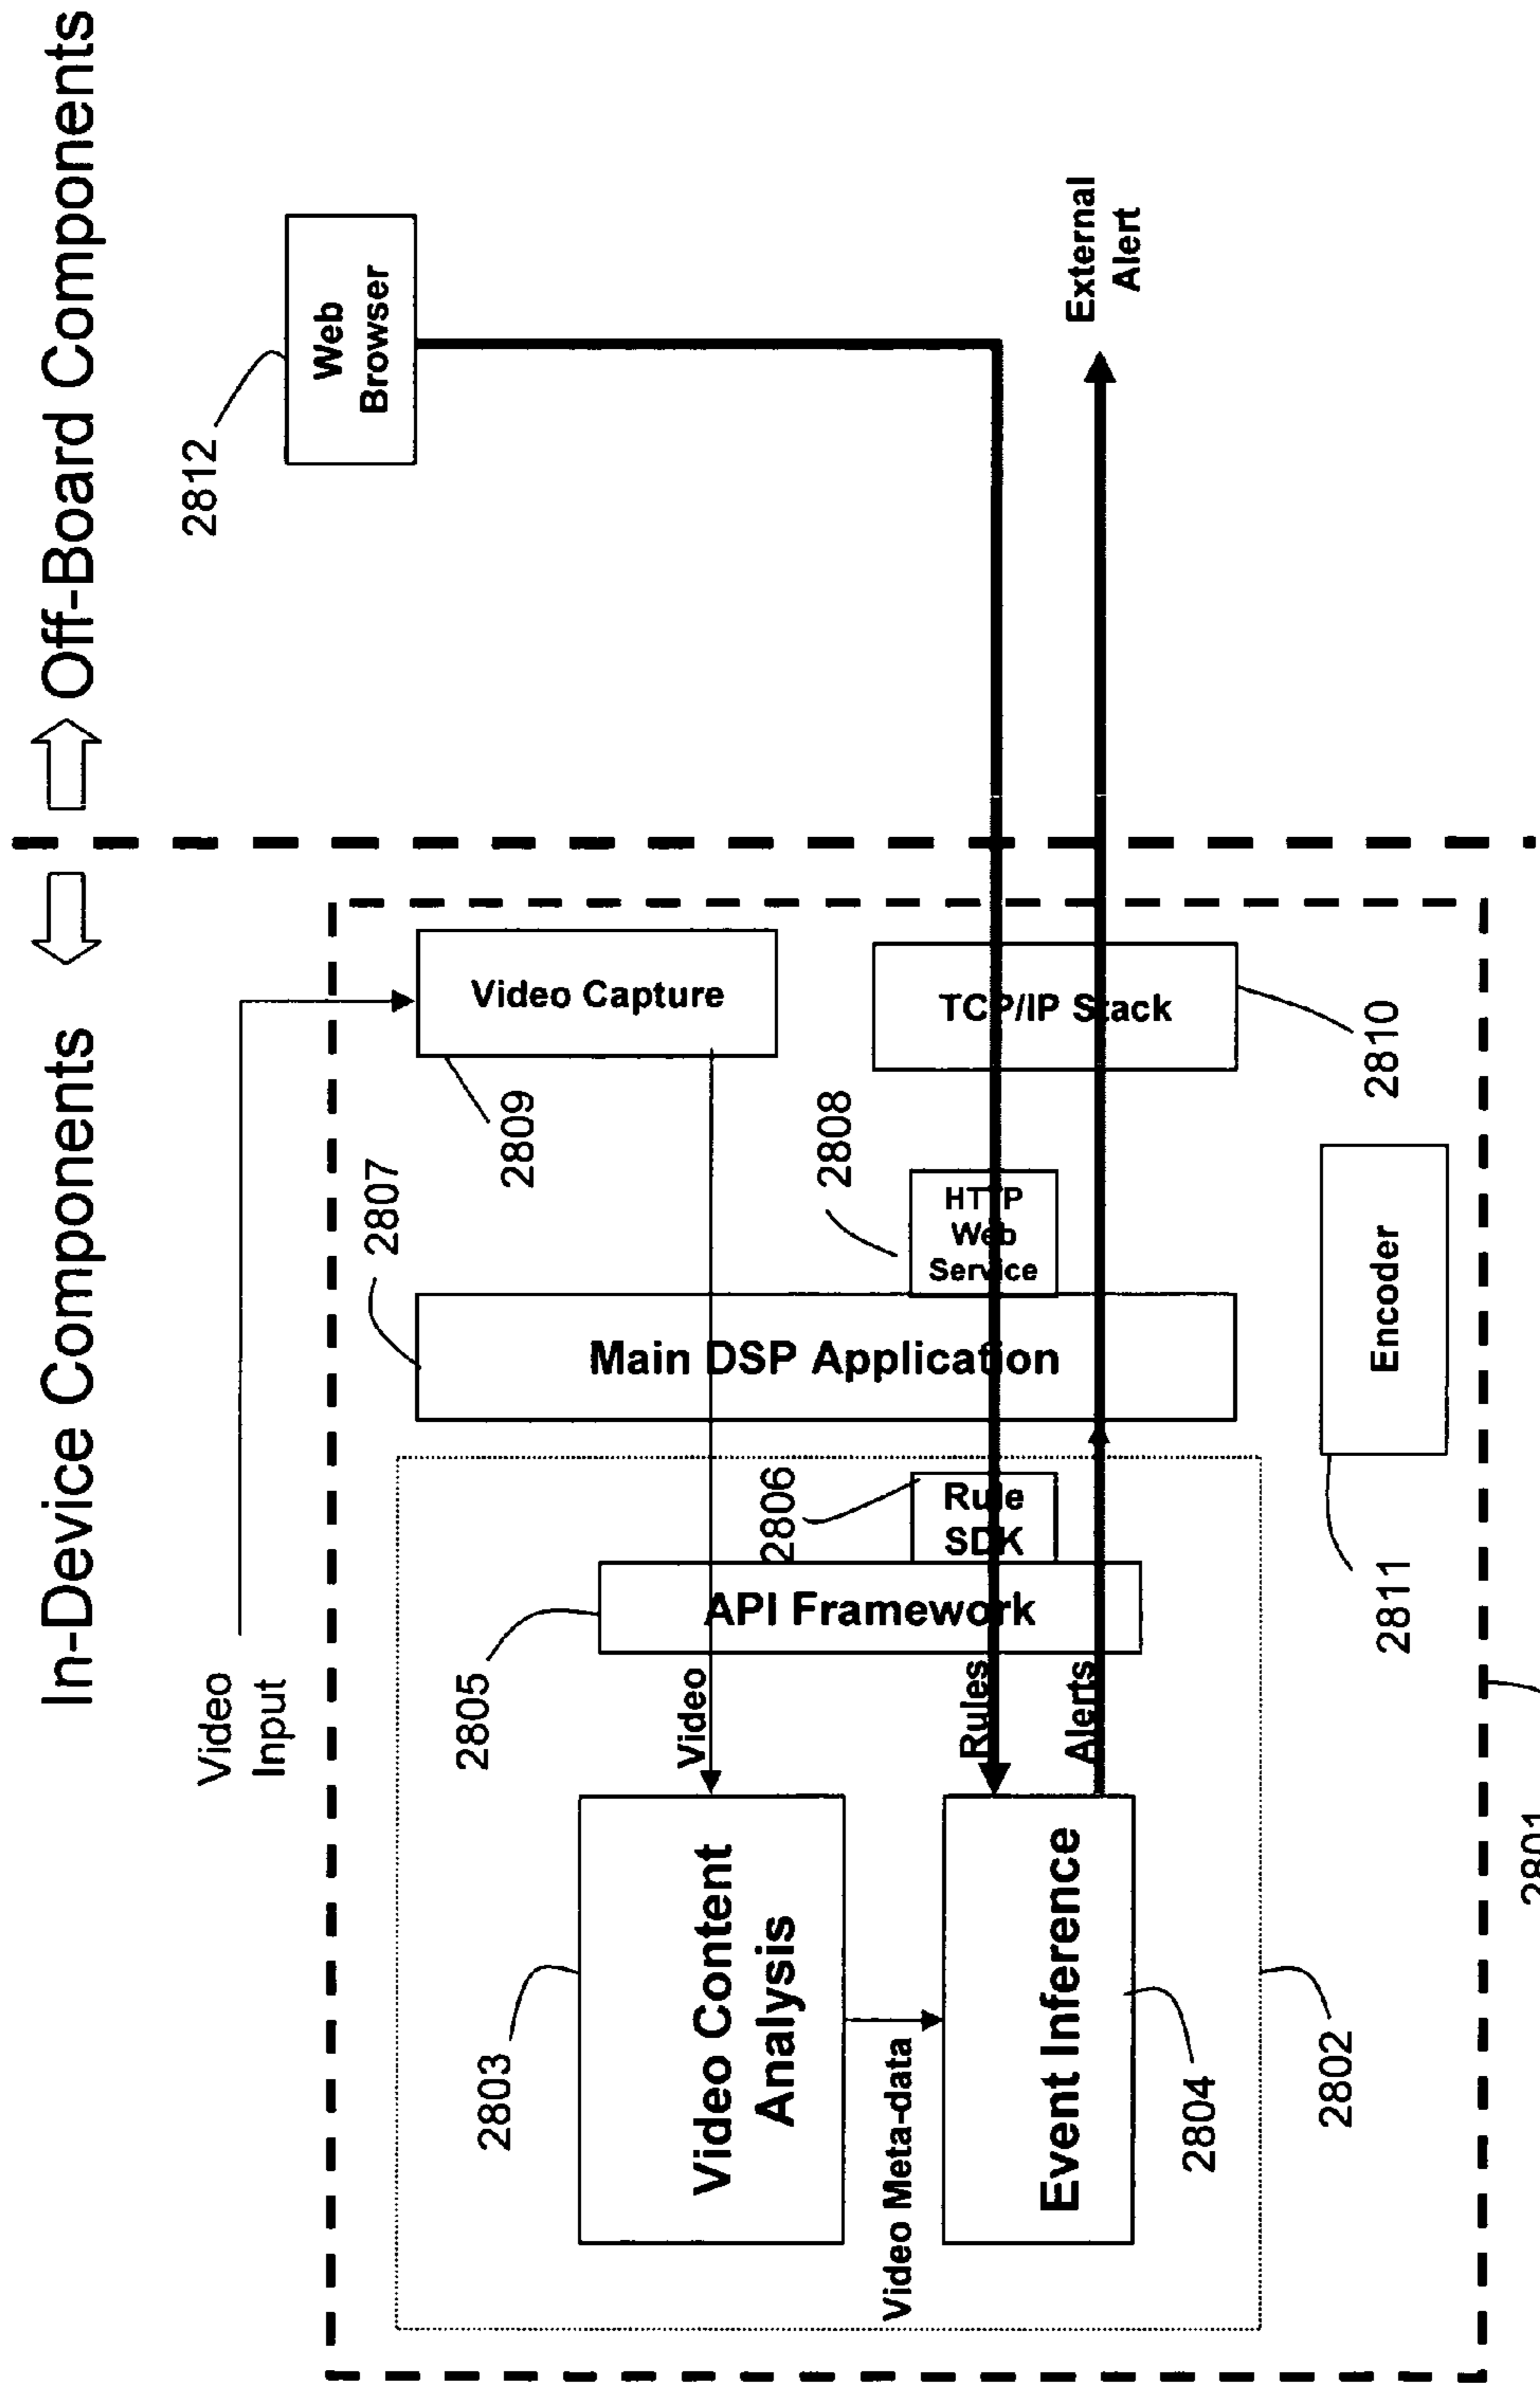 In-Device Components
Off-Board Components
Video
Input
2812
Web
Browser
External
Alert
2807
2809
Video Capture
2808
TCP/IP Stack
2810
HTTP
Web
Service
Main DSP Application
Encoder
2811
2806
Rule
SDK
2805
API Framework
Video
Rules
Alerts
2803
Video Content
Analysis
Video Meta-data
Event Inference
2804
2802
2801